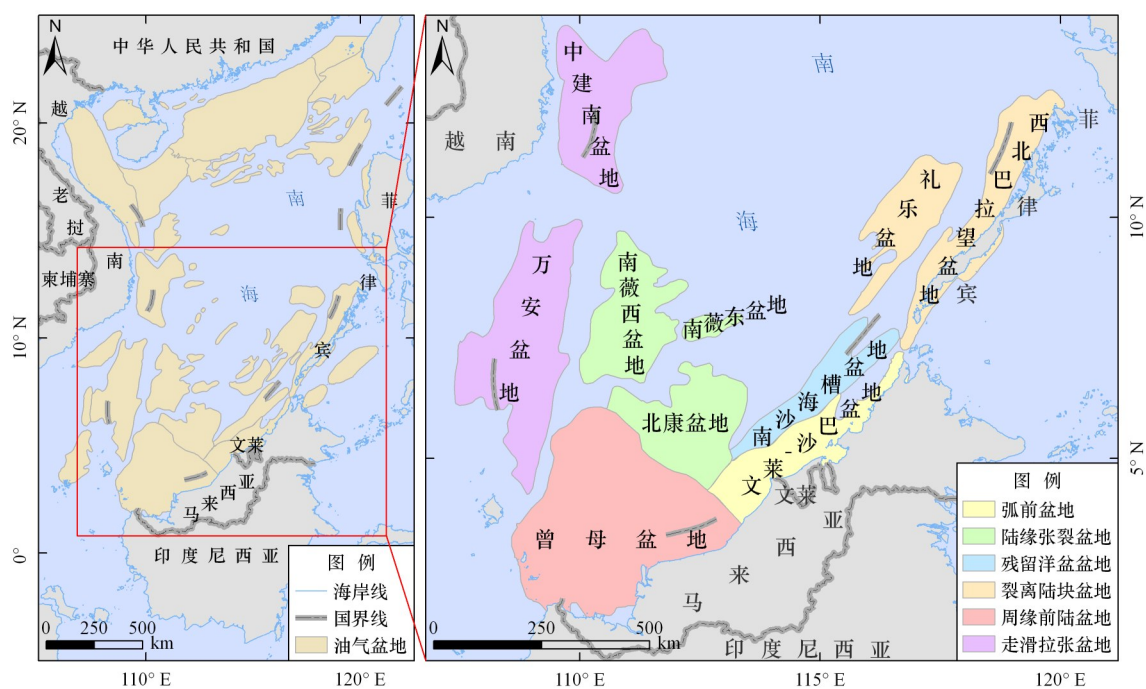 N
中华人民共和国
越
南
老
挝
柬埔寨
南
海
菲
律
宾
文莱
马来西亚
印度尼西亚
20° N
10° N
0°
110° E
120° E
图 例
海岸线
国界线
油气盆地
0 250 500
km
N
越 南
南
海
菲
律
宾
中建南盆地
万安盆地
南薇西盆地
南薇东盆地
礼乐盆地
西北巴拉望盆地
北康盆地
南沙海槽盆地
文莱-沙巴盆地
曾母盆地
文莱
马来西亚
印度尼西亚
10° N
5° N
110° E
115° E
120° E
图 例
弧前盆地
陆缘张裂盆地
残留洋盆盆地
裂离陆块盆地
周缘前陆盆地
走滑拉张盆地
0 250 500
km